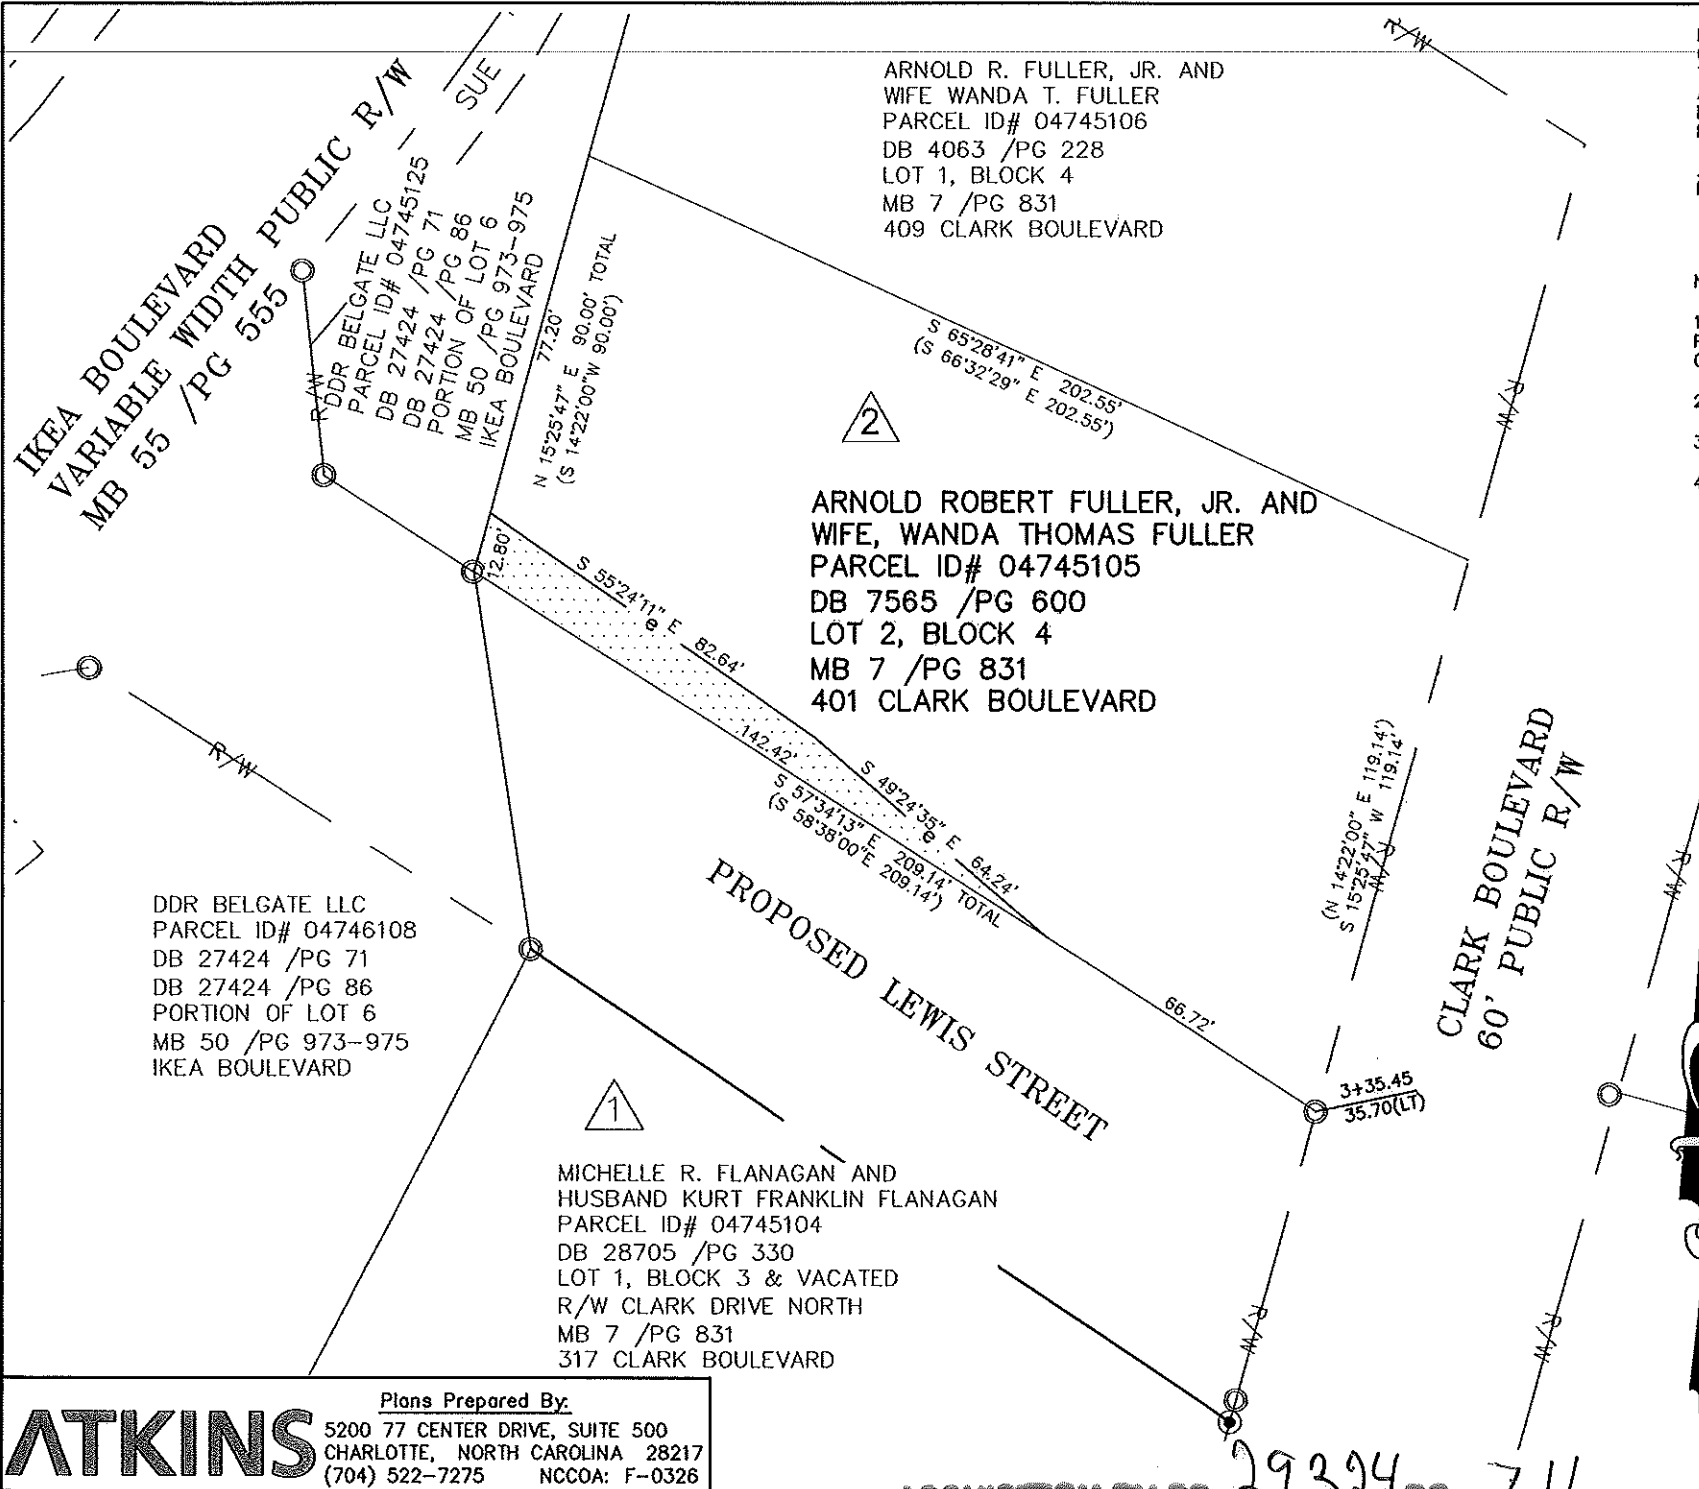 R/W
ARNOLD R. FULLER, JR. AND
WIFE WANDA T. FULLER
PARCEL ID# 04745106
DB 4063 /PG 228
LOT 1, BLOCK 4
MB 7 /PG 831
409 CLARK BOULEVARD
SUE
IKEA BOULEVARD
VARIABLE WIDTH PUBLIC R/W
MB 55 /PG 555
R/W
DDR BELGATE LLC
PARCEL ID# 04745125
DB 27424 /PG 71
DB 27424 /PG 86
PORTION OF LOT 6
MB 50 /PG 973-975
IKEA BOULEVARD
77.20'
N 15°25'47" E 90.00' TOTAL
(S 14°22'00"W 90.00')
S 65°28'41" E 202.55'
(S 66°32'29" E 202.55')
R/W
2
ARNOLD ROBERT FULLER, JR. AND
WIFE, WANDA THOMAS FULLER
PARCEL ID# 04745105
DB 7565 /PG 600
LOT 2, BLOCK 4
MB 7 /PG 831
401 CLARK BOULEVARD
12.80'
S 55°24'11" E 82.64'
e
142.42'
S 49°24'35" E 64.24'
e
S 57°34'13" E 209.14' TOTAL
(S 58°38'00"E 209.14')
R/W
PROPOSED LEWIS STREET
66.72'
(N 14°22'00" E 119.14')
S 15°25'47" W 119.14'
R/W
CLARK BOULEVARD
60' PUBLIC R/W
R/W
3+35.45
35.70(LT)
DDR BELGATE LLC
PARCEL ID# 04746108
DB 27424 /PG 71
DB 27424 /PG 86
PORTION OF LOT 6
MB 50 /PG 973-975
IKEA BOULEVARD
1
MICHELLE R. FLANAGAN AND
HUSBAND KURT FRANKLIN FLANAGAN
PARCEL ID# 04745104
DB 28705 /PG 330
LOT 1, BLOCK 3 & VACATED
R/W CLARK DRIVE NORTH
MB 7 /PG 831
317 CLARK BOULEVARD
R/W
R/W
ATKINS
Plans Prepared By:
5200 77 CENTER DRIVE, SUITE 500
CHARLOTTE, NORTH CAROLINA 28217
(704) 522-7275 NCCOA: F-0326
29324 711